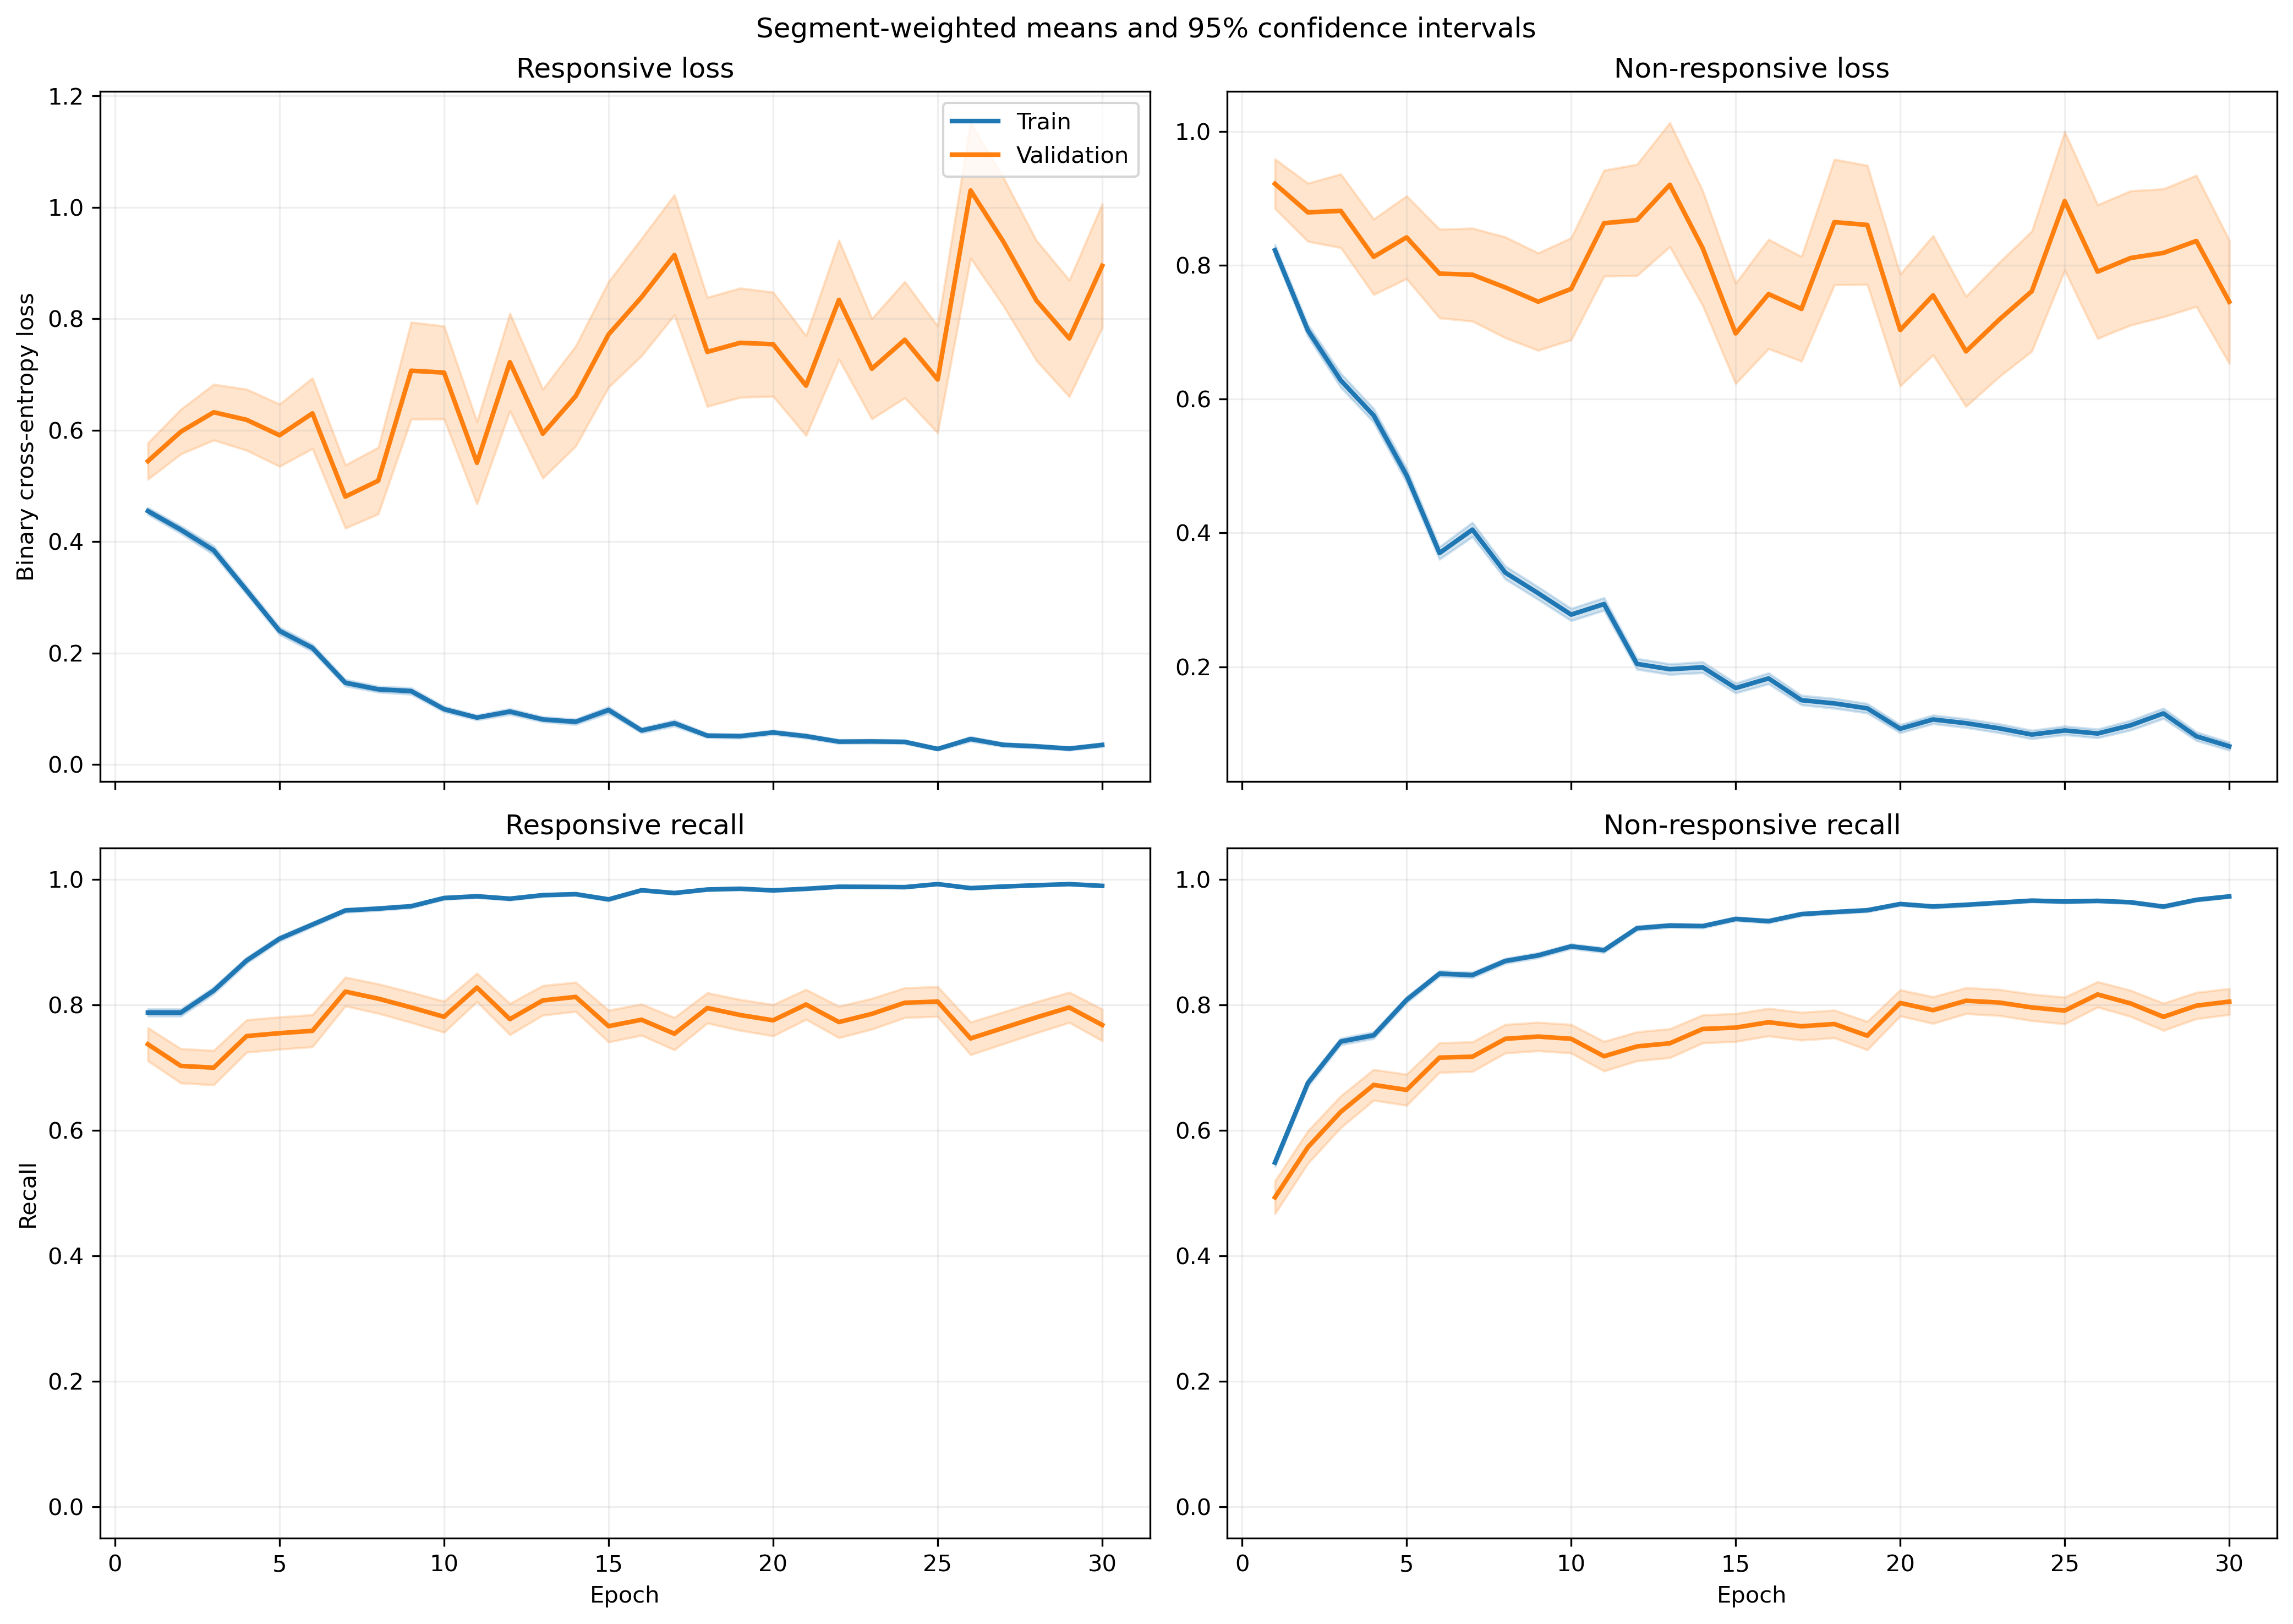 Segment-weighted means and 95% confidence intervals
Responsive loss
Non-responsive loss
Binary cross-entropy loss
1.2
1.0
0.8
0.6
0.4
0.2
0.0
Train
Validation
1.0
0.8
0.6
0.4
0.2
Responsive recall
Non-responsive recall
Recall
1.0
0.8
0.6
0.4
0.2
0.0
0 5 10 15 20 25 30
Epoch
1.0
0.8
0.6
0.4
0.2
0.0
0 5 10 15 20 25 30
Epoch